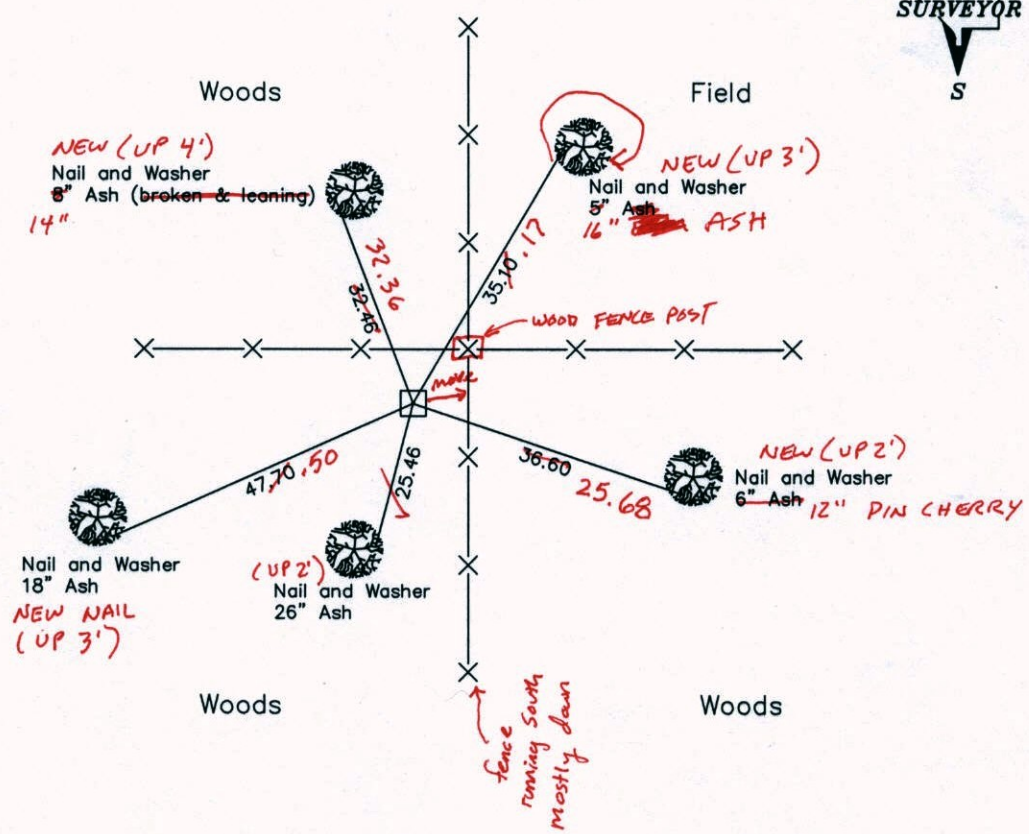 SURVEYOR
S
Woods
Field
NEW (UP 4')
Nail and Washer
8" Ash (broken & leaning)
14"
NEW (UP 3')
Nail and Washer
5" Ash
16" ASH
32.36
32.46
35.10 .17
WOOD FENCE POST
MOVE
47.70 .50
25.46
36.60
25.68
NEW (UP 2')
Nail and Washer
6" Ash 12" PIN CHERRY
Nail and Washer
18" Ash
NEW NAIL
(UP 3')
(UP 2')
Nail and Washer
26" Ash
Woods
Woods
fence
running south
mostly down